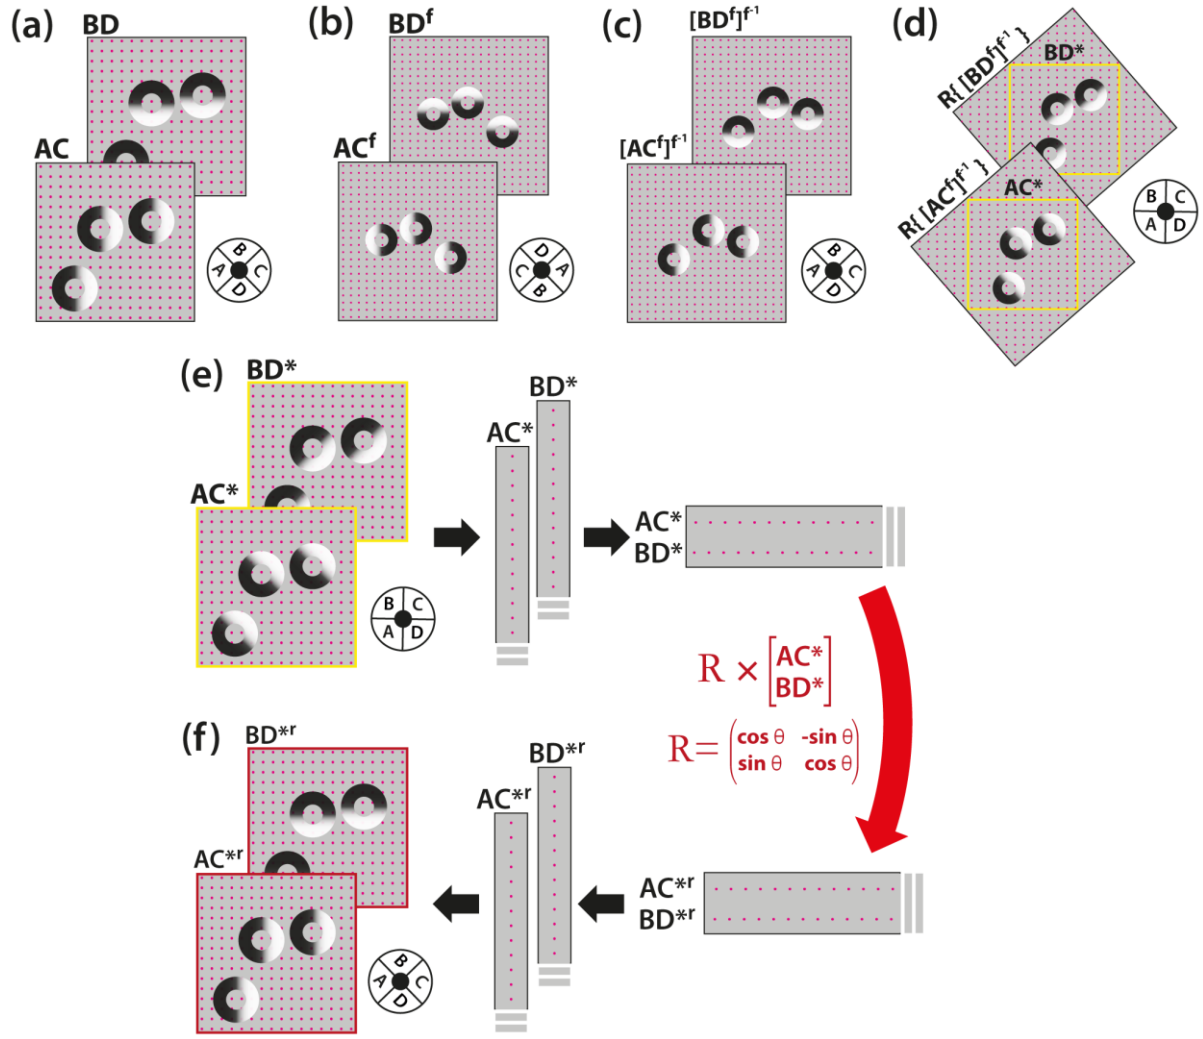 (a)
BD
AC
B
A C
D
(b)
BDᶠ
ACᶠ
D
C A
B
(c)
[BDᶠ]ᶠ⁻¹
[ACᶠ]ᶠ⁻¹
B
A C
D
(d)
R{ [BDᶠ]ᶠ⁻¹ }
BD*
R{ [ACᶠ]ᶠ⁻¹ }
AC*
B C
A D
(e)
BD*
AC*
B C
A D
BD*
AC*
AC*
BD*
R × [AC*
BD*]
R= (cos θ -sin θ
sin θ cos θ)
(f)
BD*ʳ
AC*ʳ
B
A C
D
BD*ʳ
AC*ʳ
AC*ʳ
BD*ʳ